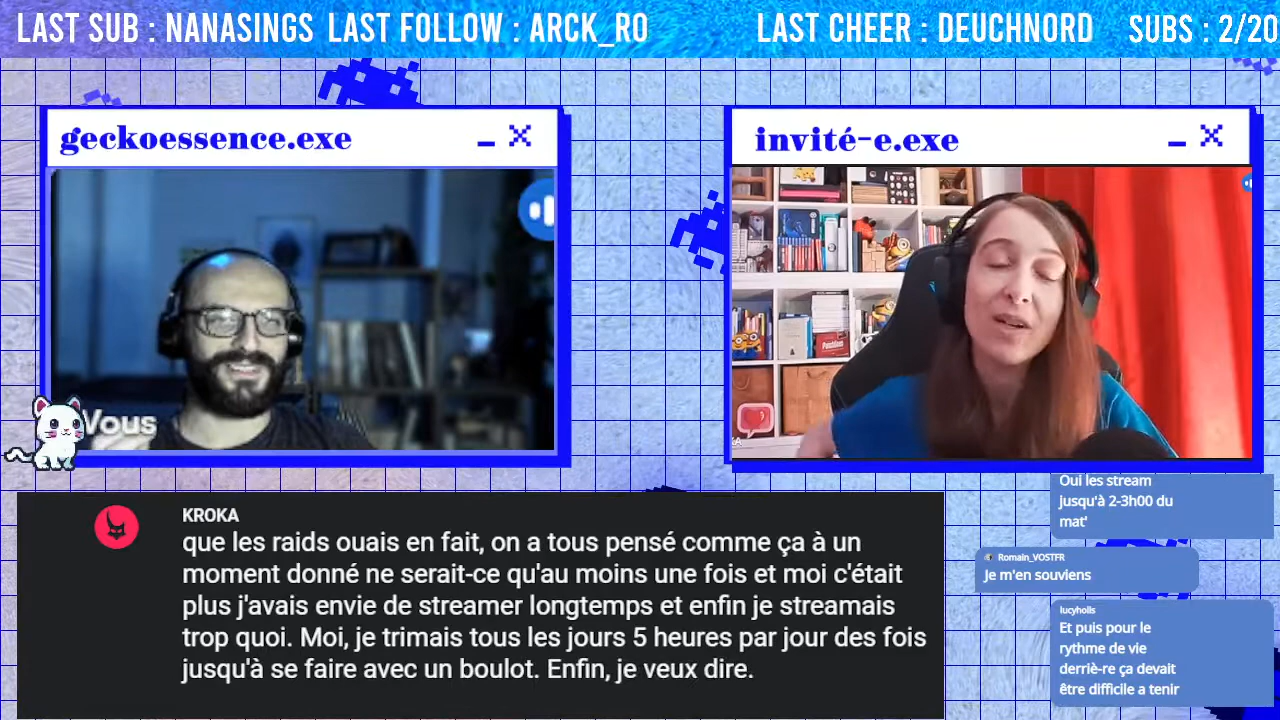 LAST SUB : NANASINGS LAST FOLLOW : ARCK_RO LAST CHEER : DEUCHNORD SUBS : 2/20
geckoessence.exe
invité-e.exe
Vous
KROKA
que les raids ouais en fait, on a tous pensé comme ça à un
moment donné ne serait-ce qu'au moins une fois et moi c'était
plus j'avais envie de streamer longtemps et enfin je streamais
trop quoi. Moi, je trimais tous les jours 5 heures par jour des fois
jusqu'à se faire avec un boulot. Enfin, je veux dire.
Oui les stream
jusqu'à 2-3h00 du
mat'
Romain_VOSTFR
Je m'en souviens
lucyholls
Et puis pour le
rythme de vie
derriè-re ça devait
être difficile a tenir